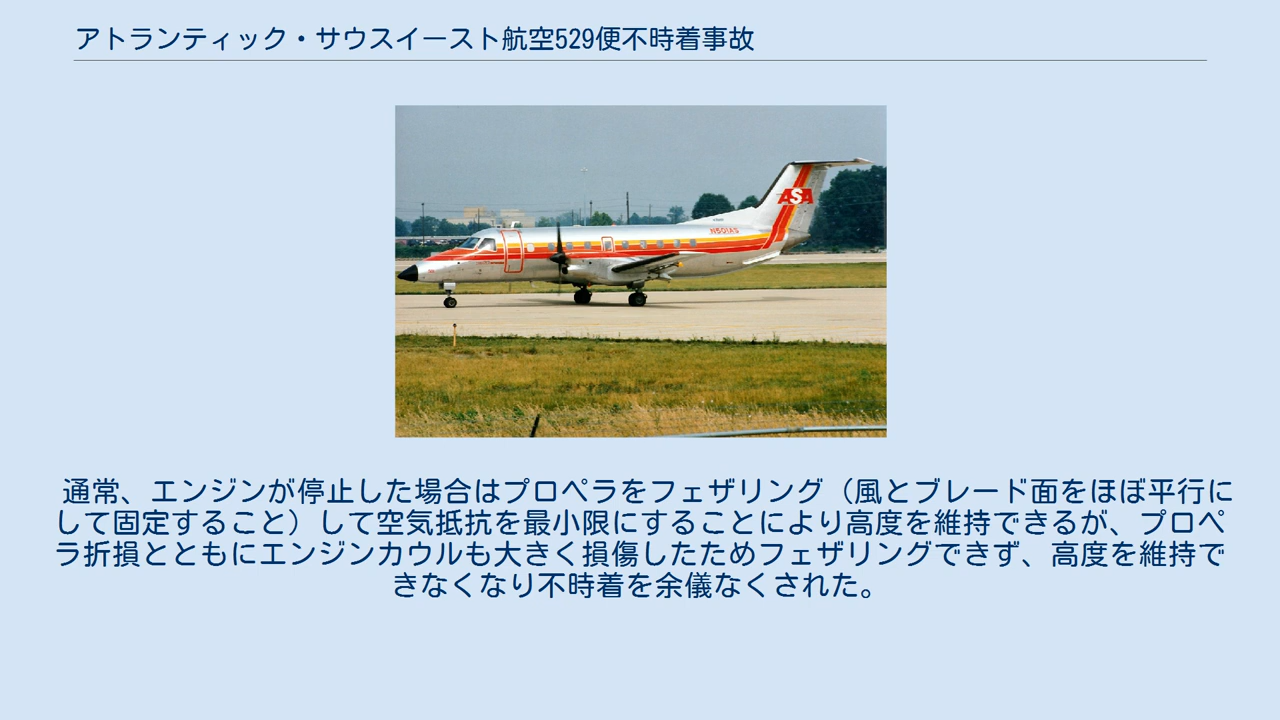 アトランティック・サウスイースト航空529便不時着事故
ASA
N501AS
通常、エンジンが停止した場合はプロペラをフェザリング（風とブレード面をほぼ平行に
して固定すること）して空気抵抗を最小限にすることにより高度を維持できるが、プロペ
ラ折損とともにエンジンカウルも大きく損傷したためフェザリングできず、高度を維持で
きなくなり不時着を余儀なくされた。